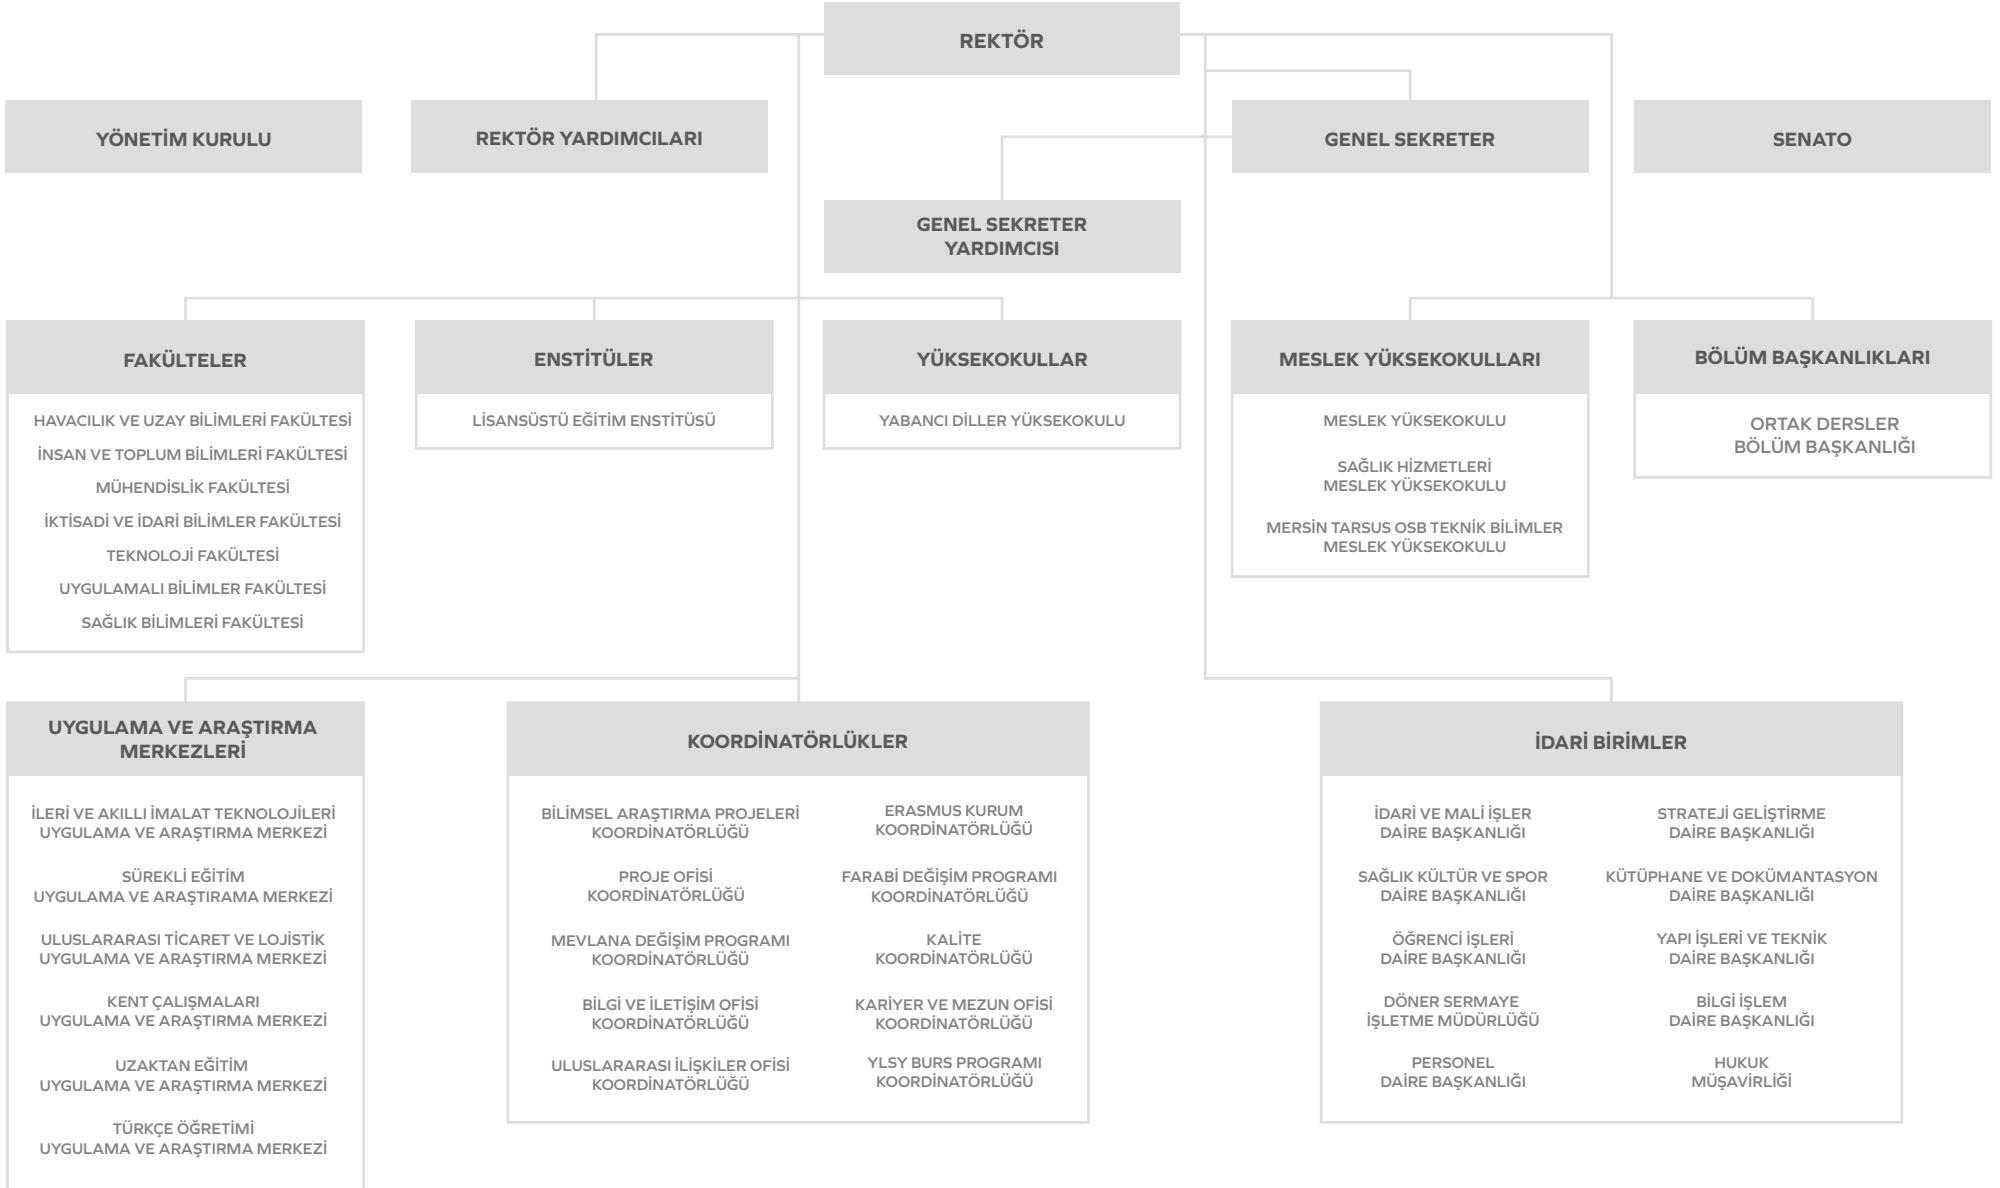 REKTÖR
YÖNETİM KURULU
REKTÖR YARDIMCILARI
GENEL SEKRETER
SENATO
GENEL SEKRETER
YARDIMCISI
FAKÜLTELER
HAVACILIK VE UZAY BİLİMLERİ FAKÜLTESİ
İNSAN VE TOPLUM BİLİMLERİ FAKÜLTESİ
MÜHENDİSLİK FAKÜLTESİ
İKTİSADİ VE İDARİ BİLİMLER FAKÜLTESİ
TEKNOLOJİ FAKÜLTESİ
UYGULAMALI BİLİMLER FAKÜLTESİ
SAĞLIK BİLİMLERİ FAKÜLTESİ
ENSTİTÜLER
LİSANSÜSTÜ EĞİTİM ENSTİTÜSÜ
YÜKSEKOKULLAR
YABANCI DİLLER YÜKSEKOKULU
MESLEK YÜKSEKOKULLARI
MESLEK YÜKSEKOKULU
SAĞLIK HİZMETLERİ
MESLEK YÜKSEKOKULU
MERSİN TARSUS OSB TEKNİK BİLİMLER
MESLEK YÜKSEKOKULU
BÖLÜM BAŞKANLIKLARI
ORTAK DERSLER
BÖLÜM BAŞKANLIĞI
UYGULAMA VE ARAŞTIRMA
MERKEZLERİ
İLERİ VE AKILLI İMALAT TEKNOLOJİLERİ
UYGULAMA VE ARAŞTIRMA MERKEZİ
SÜREKLİ EĞİTİM
UYGULAMA VE ARAŞTIRAMA MERKEZİ
ULUSLARARASI TİCARET VE LOJİSTİK
UYGULAMA VE ARAŞTIRMA MERKEZİ
KENT ÇALIŞMALARI
UYGULAMA VE ARAŞTIRMA MERKEZİ
UZAKTAN EĞİTİM
UYGULAMA VE ARAŞTIRMA MERKEZİ
TÜRKÇE ÖĞRETİMİ
UYGULAMA VE ARAŞTIRMA MERKEZİ
KOORDİNATÖRLÜKLER
BİLİMSEL ARAŞTIRMA PROJELERİ
KOORDİNATÖRLÜĞÜ
PROJE OFİSİ
KOORDİNATÖRLÜĞÜ
MEVLANA DEĞİŞİM PROGRAMI
KOORDİNATÖRLÜĞÜ
BİLGİ VE İLETİŞİM OFİSİ
KOORDİNATÖRLÜĞÜ
ULUSLARARASI İLİŞKİLER OFİSİ
KOORDİNATÖRLÜĞÜ
ERASMUS KURUM
KOORDİNATÖRLÜĞÜ
FARABİ DEĞİŞİM PROGRAMI
KOORDİNATÖRLÜĞÜ
KALİTE
KOORDİNATÖRLÜĞÜ
KARİYER VE MEZUN OFİSİ
KOORDİNATÖRLÜĞÜ
YLSY BURS PROGRAMI
KOORDİNATÖRLÜĞÜ
İDARİ BİRİMLER
İDARİ VE MALİ İŞLER
DAİRE BAŞKANLIĞI
SAĞLIK KÜLTÜR VE SPOR
DAİRE BAŞKANLIĞI
ÖĞRENCİ İŞLERİ
DAİRE BAŞKANLIĞI
DÖNER SERMAYE
İŞLETME MÜDÜRLÜĞÜ
PERSONEL
DAİRE BAŞKANLIĞI
STRATEJİ GELİŞTİRME
DAİRE BAŞKANLIĞI
KÜTÜPHANE VE DOKÜMANTASYON
DAİRE BAŞKANLIĞI
YAPI İŞLERİ VE TEKNİK
DAİRE BAŞKANLIĞI
BİLGİ İŞLEM
DAİRE BAŞKANLIĞI
HUKUK
MÜŞAVİRLİĞİ